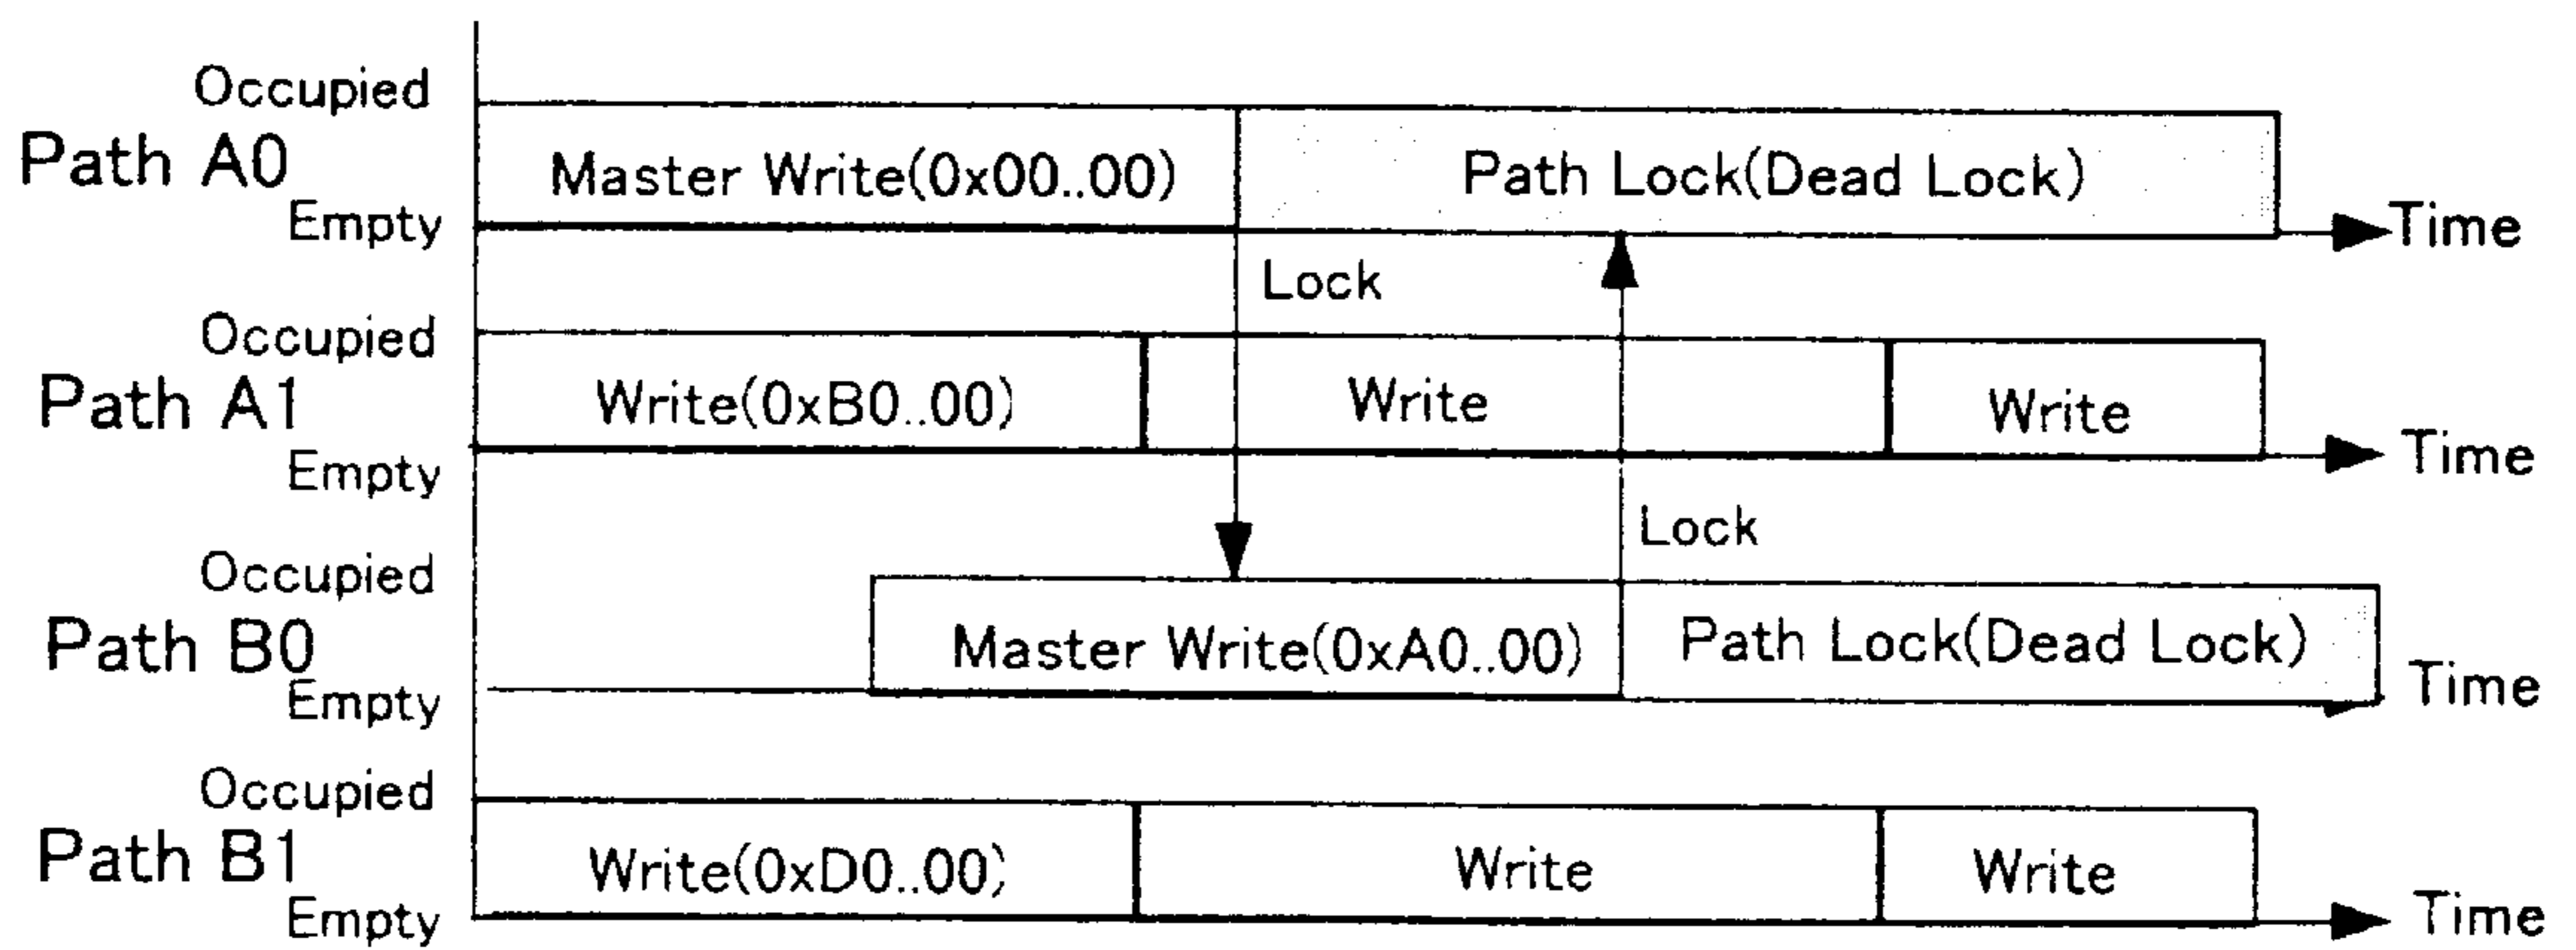 Occupied
Path A0
Master Write(0x00..00)
Path Lock(Dead Lock)
Empty
Time
Lock
Occupied
Path A1
Write(0xB0..00)
Write
Write
Empty
Time
Lock
Occupied
Path B0
Master Write(0xA0..00)
Path Lock(Dead Lock)
Empty
Time
Occupied
Path B1
Write(0xD0..00)
Write
Write
Empty
Time